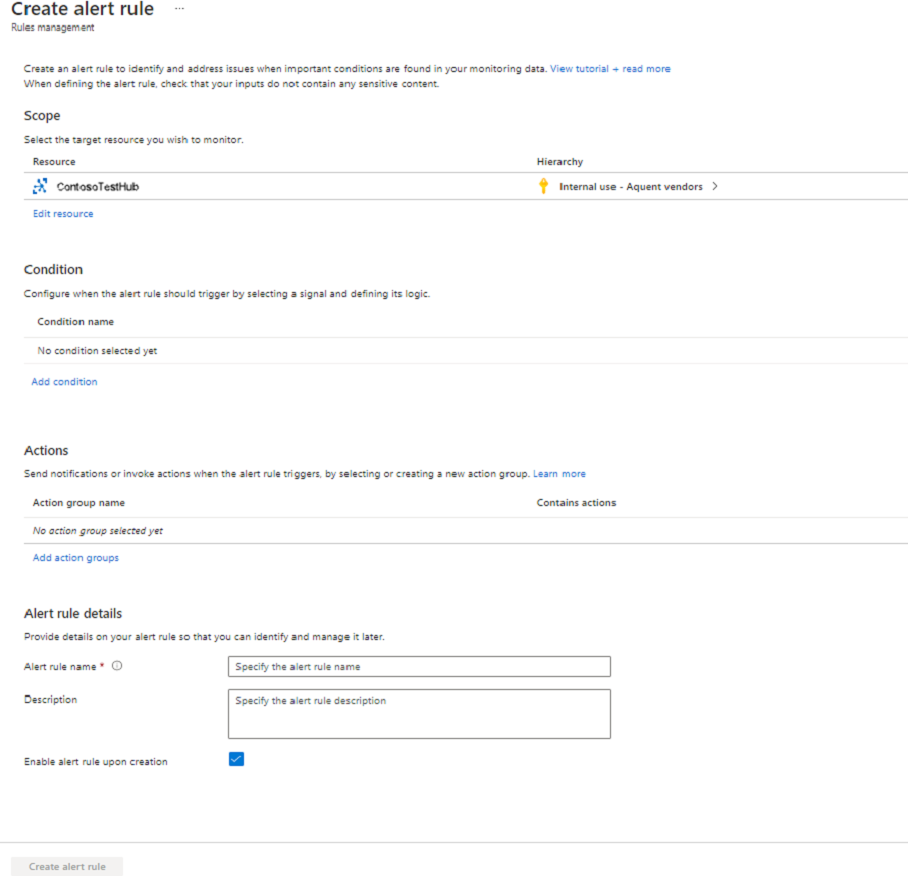 Create alert rule ...
Rules management
Create an alert rule to identify and address issues when important conditions are found in your monitoring data. View tutorial + read more
When defining the alert rule, check that your inputs do not contain any sensitive content.
Scope
Select the target resource you wish to monitor.
Resource Hierarchy
ContosoTestHub Internal use - Aquent vendors >
Edit resource
Condition
Configure when the alert rule should trigger by selecting a signal and defining its logic.
Condition name
No condition selected yet
Add condition
Actions
Send notifications or invoke actions when the alert rule triggers, by selecting or creating a new action group. Learn more
Action group name Contains actions
No action group selected yet
Add action groups
Alert rule details
Provide details on your alert rule so that you can identify and manage it later.
Alert rule name * Specify the alert rule name
Description Specify the alert rule description
Enable alert rule upon creation
Create alert rule